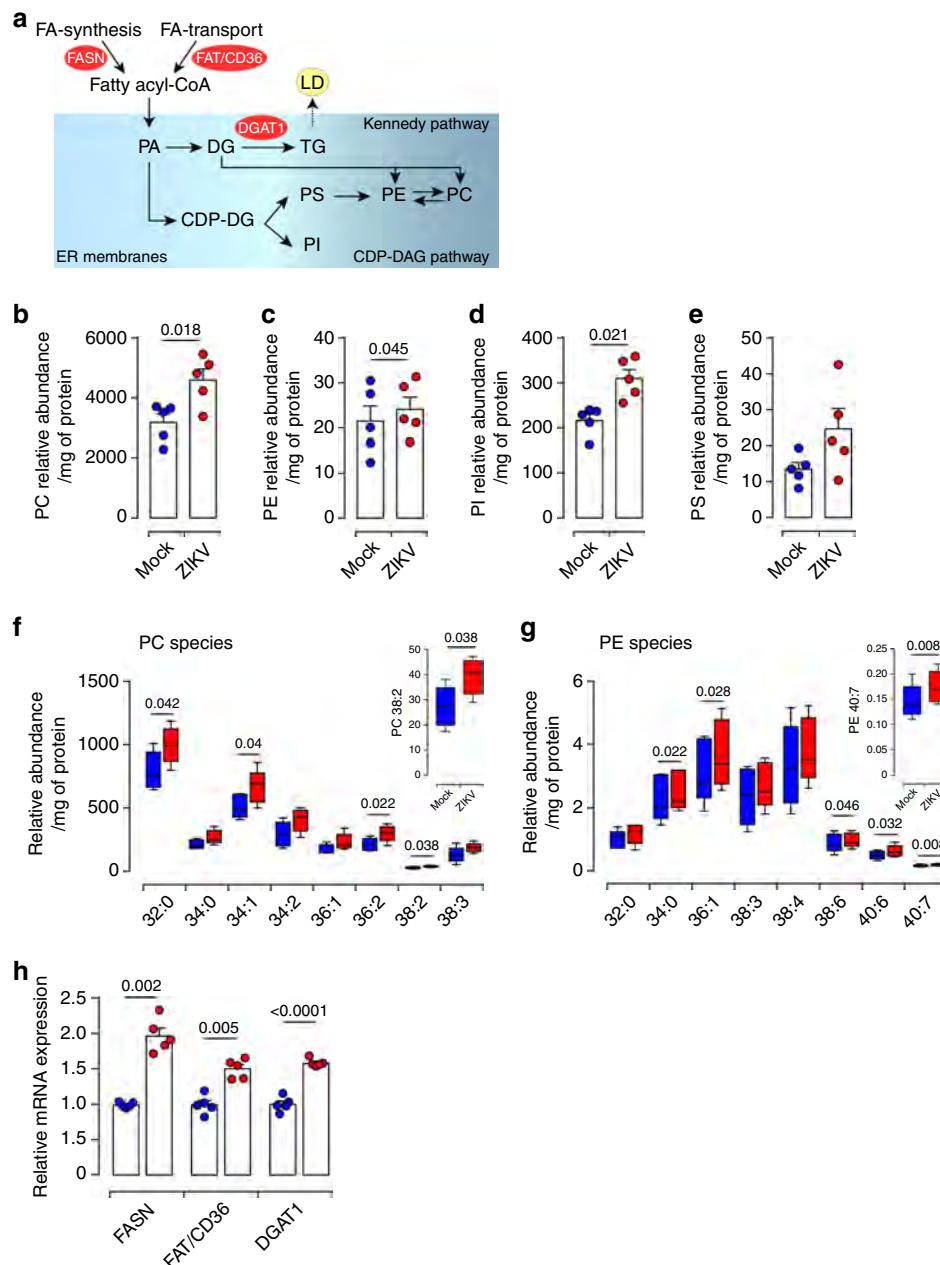 a
FA-synthesis FA-transport
FASN FAT/CD36
Fatty acyl-CoA
LD
Kennedy pathway
DGAT1
PA DG TG
PS PE PC
CDP-DG
PI
ER membranes CDP-DAG pathway
b
PC relative abundance
/mg of protein
6000
4000
2000
0
0.018
Mock
ZIKV
c
PE relative abundance
/mg of protein
40
30
20
10
0
0.045
Mock
ZIKV
d
PI relative abundance
/mg of protein
400
300
200
100
0
0.021
Mock
ZIKV
e
PS relative abundance
/mg of protein
50
40
30
20
10
0
Mock
ZIKV
f
PC species
Relative abundance
/mg of protein
1500
1000
500
0
0.042
0.04
0.022
0.038
32:0
34:0
34:1
34:2
36:1
36:2
38:2
38:3
PC 38:2
50
40
30
20
10
0
0.038
Mock
ZIKV
g
PE species
Relative abundance
/mg of protein
6
4
2
0
0.022
0.028
0.046
0.032
0.008
32:0
34:0
36:1
38:3
38:4
38:6
40:6
40:7
PE 40:7
0.25
0.20
0.15
0.10
0.05
0
0.008
Mock
ZIKV
h
Relative mRNA expression
2.5
2.0
1.5
1.0
1.5
0
0.002
0.005
<0.0001
FASN
FAT/CD36
DGAT1